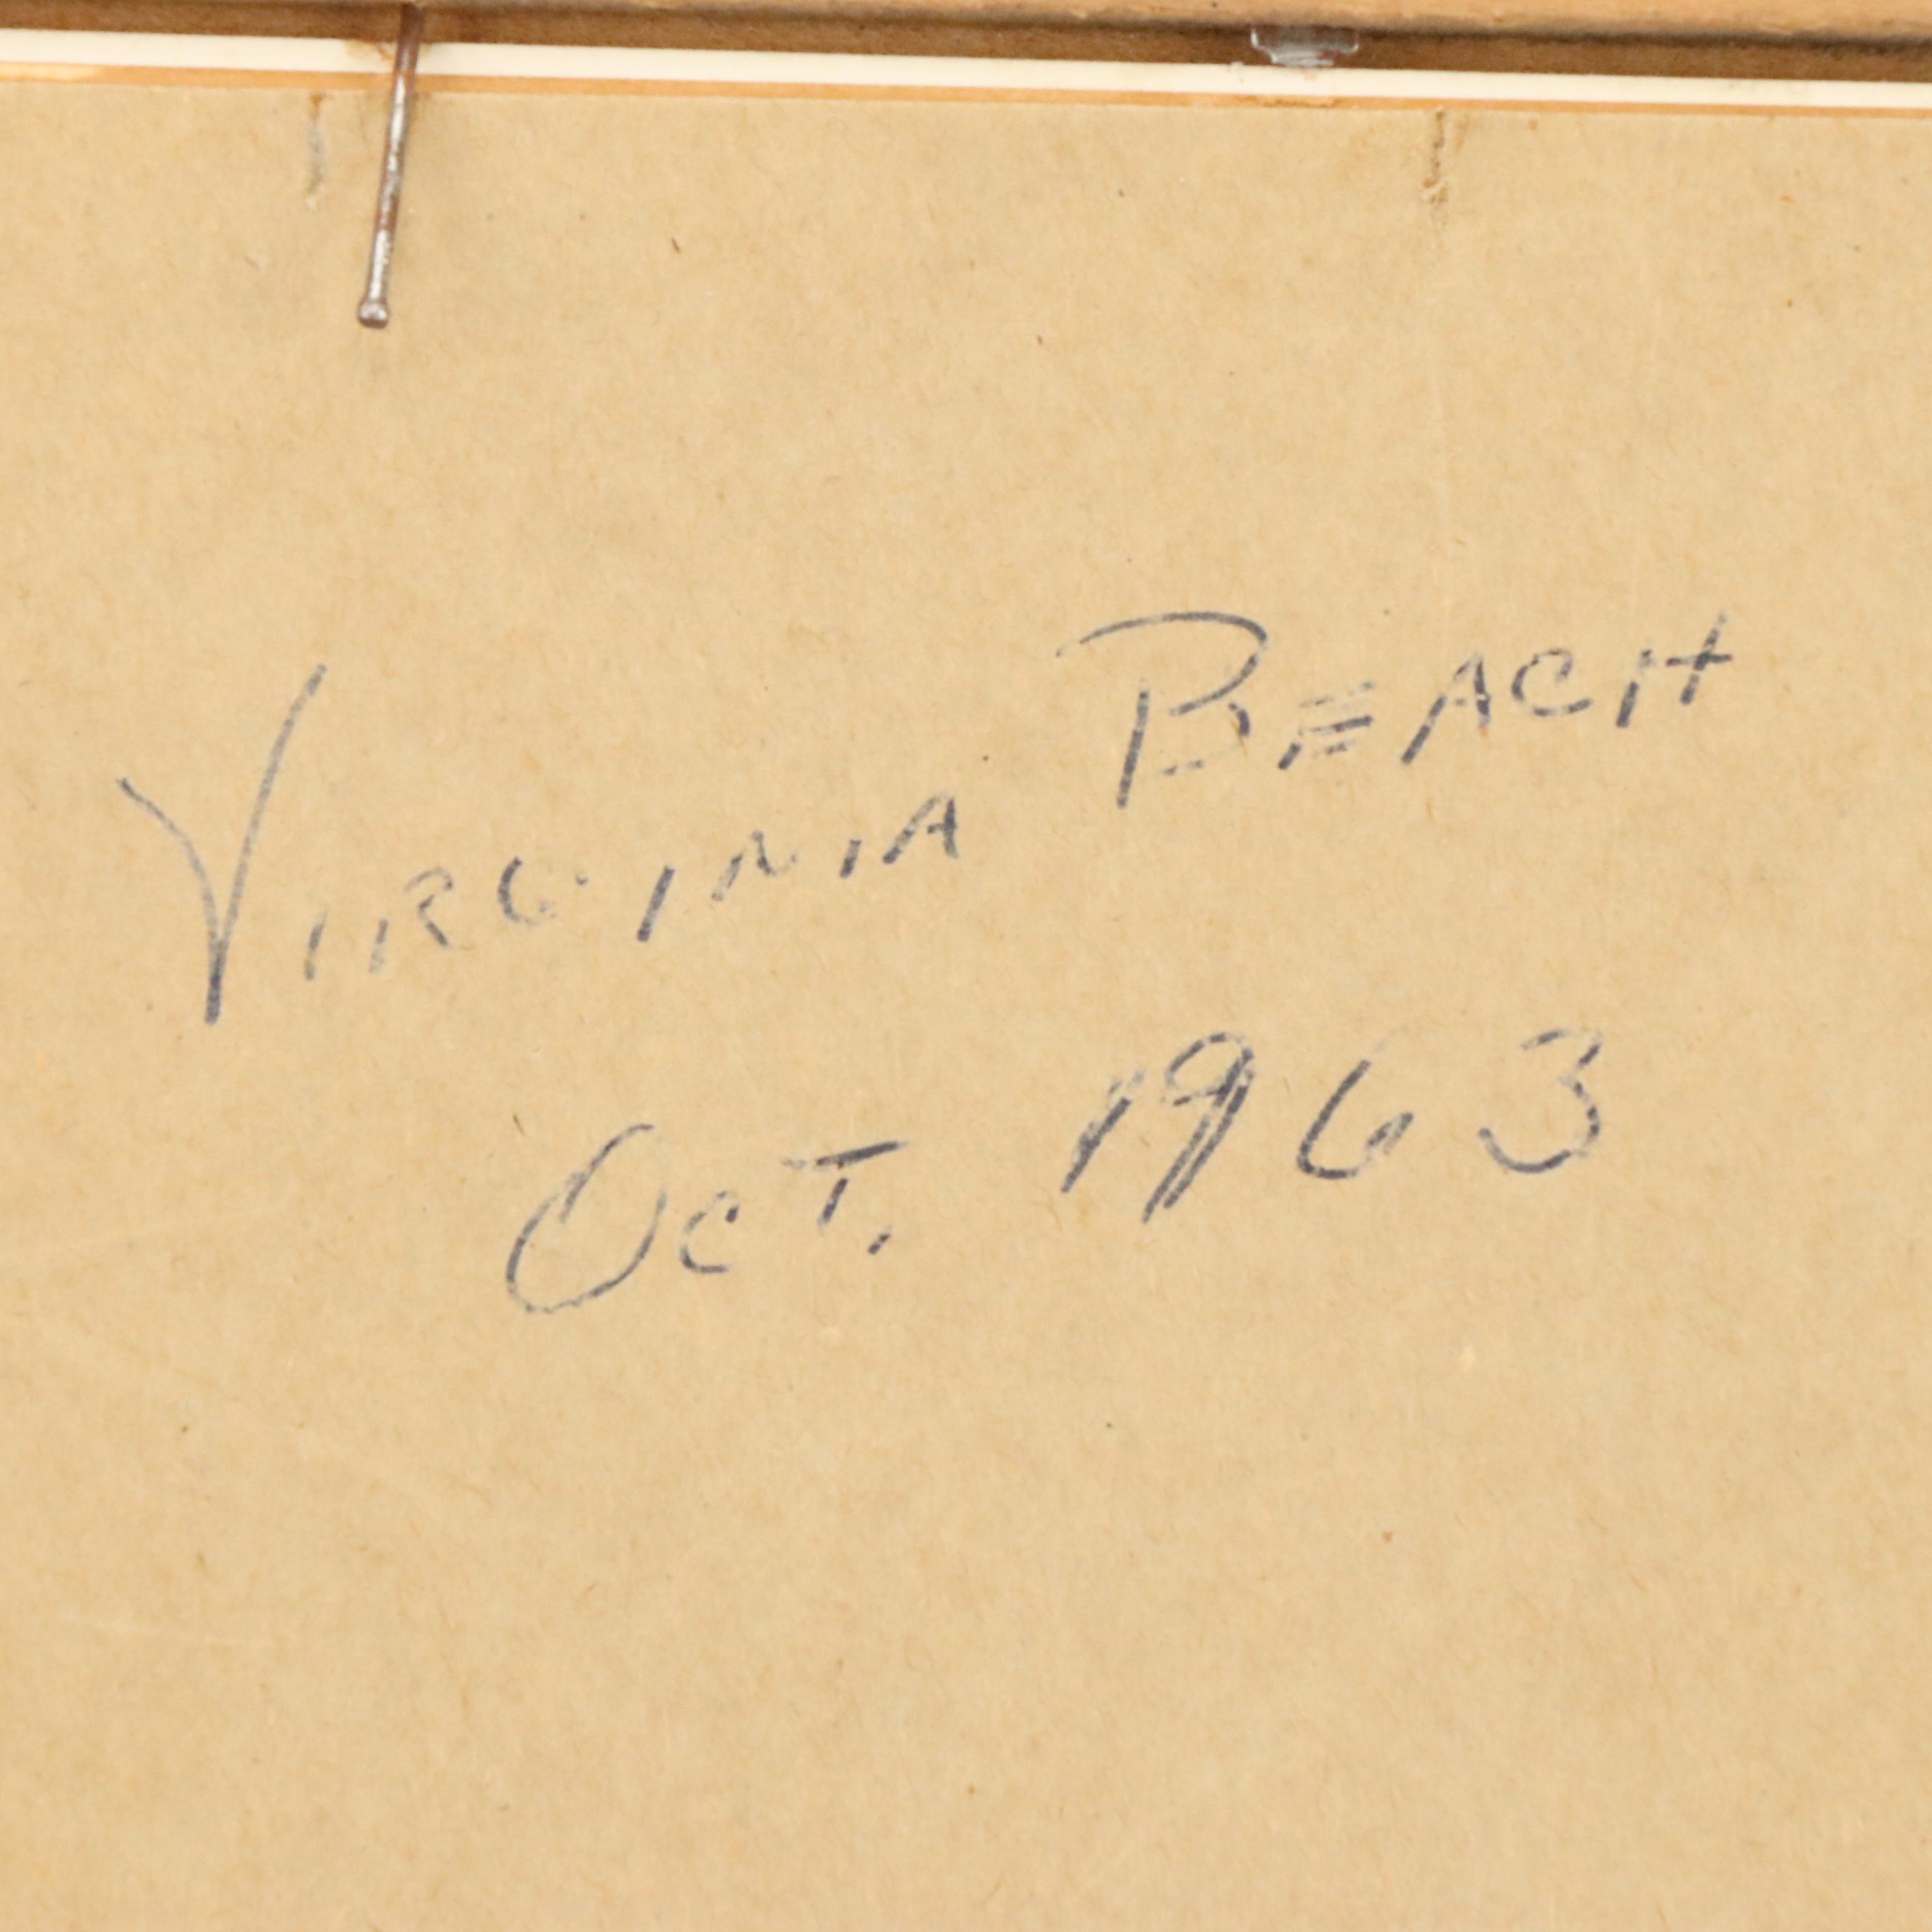 VIRGINIA BEACH
OCT. 1963